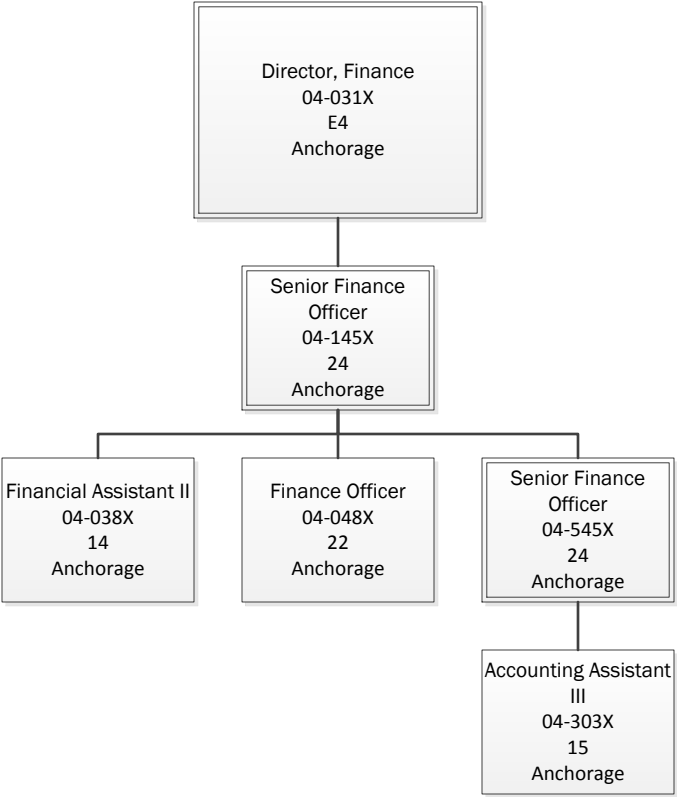 Director, Finance
04-031X
E4
Anchorage
Senior Finance
Officer
04-145X
24
Anchorage
Financial Assistant II
04-038X
14
Anchorage
Finance Officer
04-048X
22
Anchorage
Senior Finance
Officer
04-545X
24
Anchorage
Accounting Assistant
III
04-303X
15
Anchorage